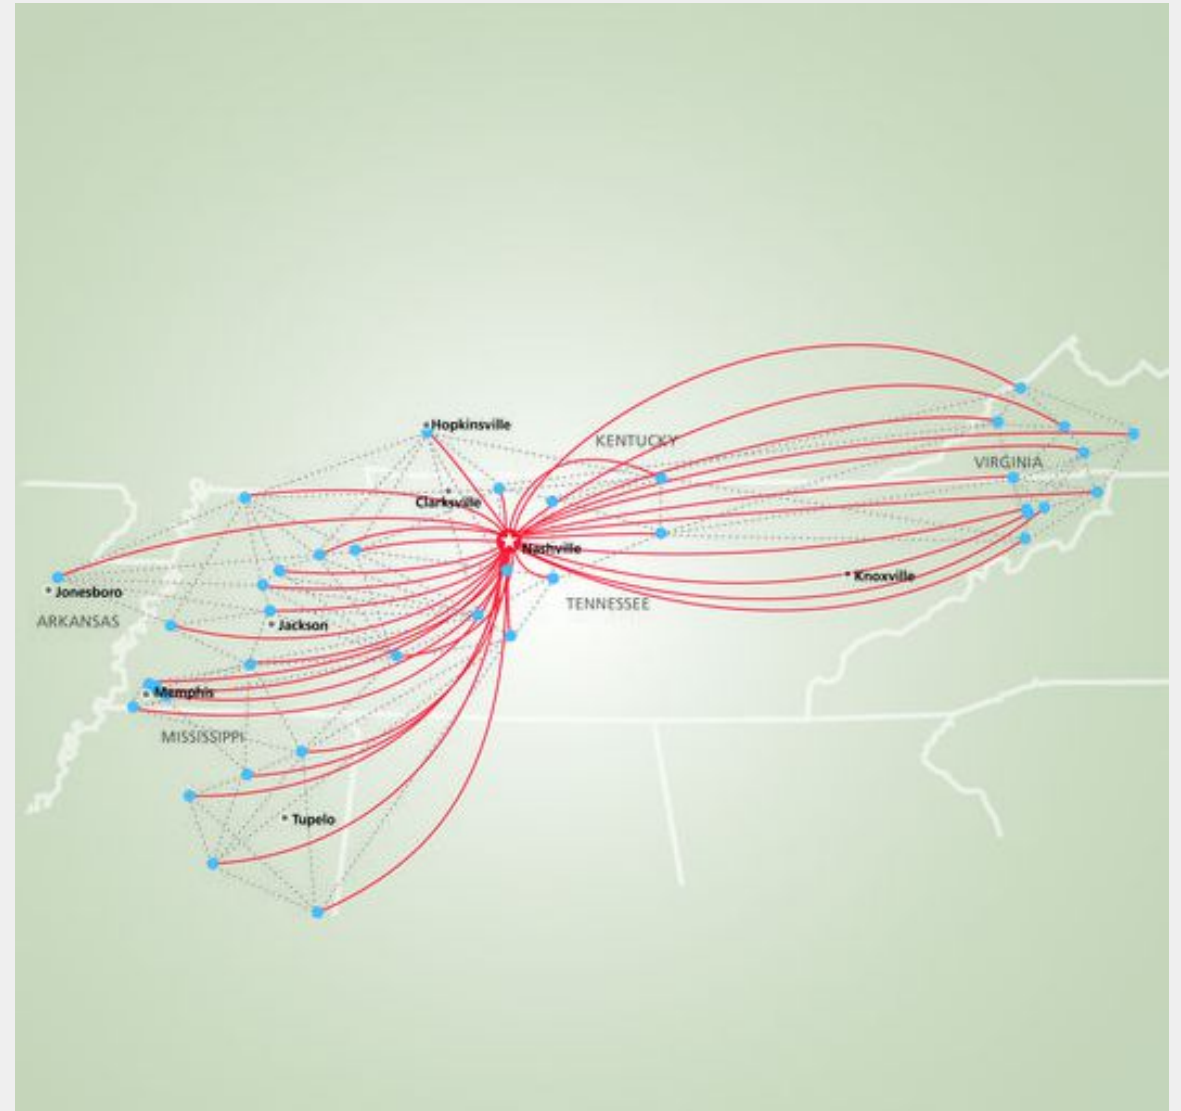 Hopkinsville
KENTUCKY
VIRGINIA
Clarksville
Nashville
Knoxville
Jonesboro
TENNESSEE
ARKANSAS
Jackson
Memphis
MISSISSIPPI
Tupelo